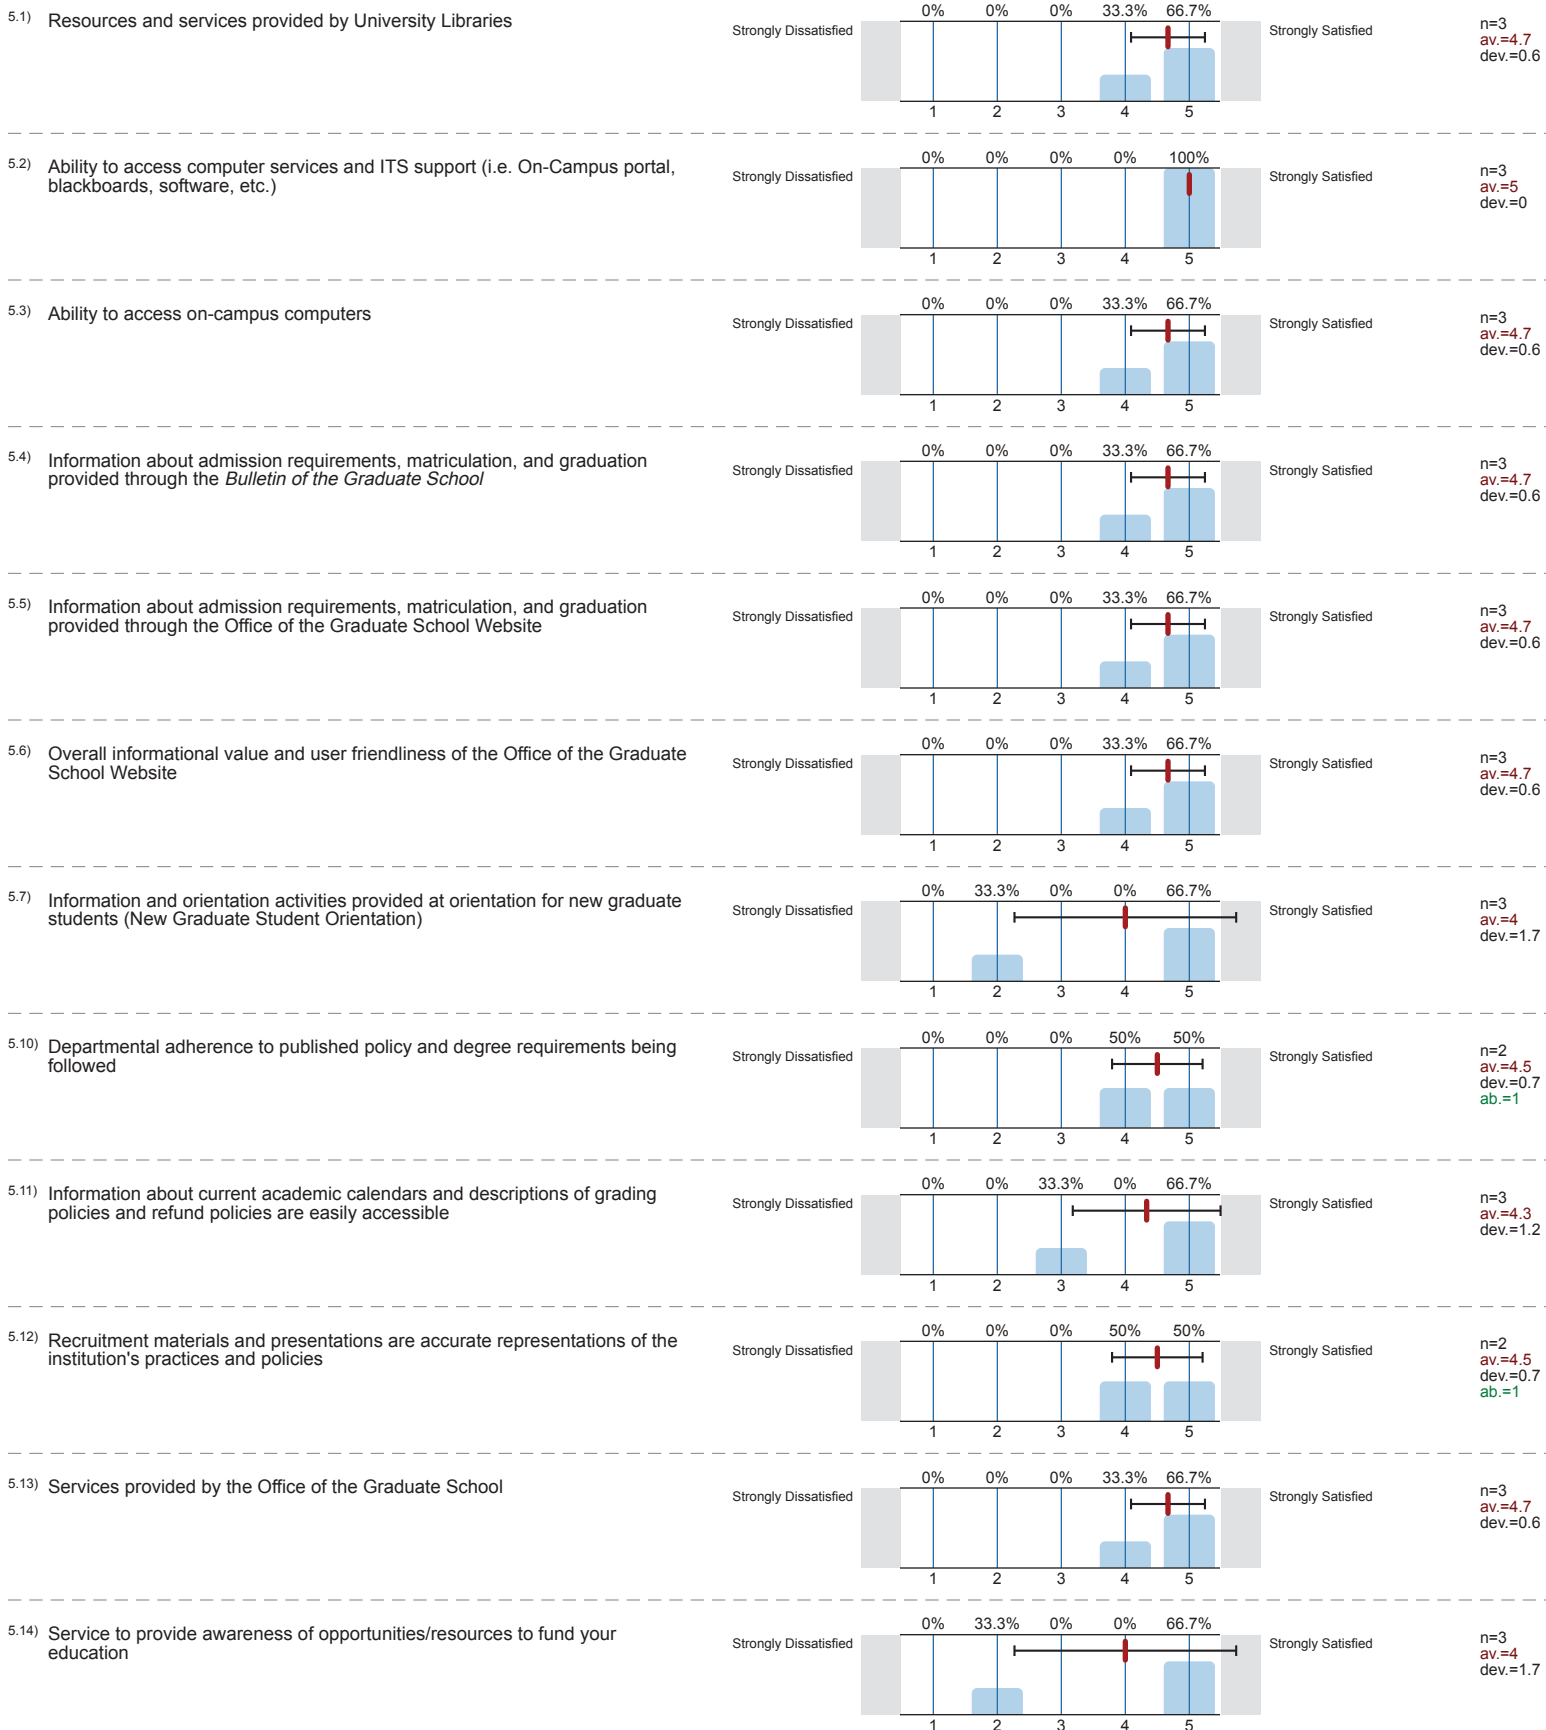 5.1) Resources and services provided by University Libraries
Strongly Dissatisfied
0% 0% 0% 33.3% 66.7%
1 2 3 4 5
Strongly Satisfied
n=3
av.=4.7
dev.=0.6
5.2) Ability to access computer services and ITS support (i.e. On-Campus portal,
blackboards, software, etc.)
Strongly Dissatisfied
0% 0% 0% 0% 100%
1 2 3 4 5
Strongly Satisfied
n=3
av.=5
dev.=0
5.3) Ability to access on-campus computers
Strongly Dissatisfied
0% 0% 0% 33.3% 66.7%
1 2 3 4 5
Strongly Satisfied
n=3
av.=4.7
dev.=0.6
5.4) Information about admission requirements, matriculation, and graduation
provided through the Bulletin of the Graduate School
Strongly Dissatisfied
0% 0% 0% 33.3% 66.7%
1 2 3 4 5
Strongly Satisfied
n=3
av.=4.7
dev.=0.6
5.5) Information about admission requirements, matriculation, and graduation
provided through the Office of the Graduate School Website
Strongly Dissatisfied
0% 0% 0% 33.3% 66.7%
1 2 3 4 5
Strongly Satisfied
n=3
av.=4.7
dev.=0.6
5.6) Overall informational value and user friendliness of the Office of the Graduate
School Website
Strongly Dissatisfied
0% 0% 0% 33.3% 66.7%
1 2 3 4 5
Strongly Satisfied
n=3
av.=4.7
dev.=0.6
5.7) Information and orientation activities provided at orientation for new graduate
students (New Graduate Student Orientation)
Strongly Dissatisfied
0% 33.3% 0% 0% 66.7%
1 2 3 4 5
Strongly Satisfied
n=3
av.=4
dev.=1.7
5.10) Departmental adherence to published policy and degree requirements being
followed
Strongly Dissatisfied
0% 0% 0% 50% 50%
1 2 3 4 5
Strongly Satisfied
n=2
av.=4.5
dev.=0.7
ab.=1
5.11) Information about current academic calendars and descriptions of grading
policies and refund policies are easily accessible
Strongly Dissatisfied
0% 0% 33.3% 0% 66.7%
1 2 3 4 5
Strongly Satisfied
n=3
av.=4.3
dev.=1.2
5.12) Recruitment materials and presentations are accurate representations of the
institution's practices and policies
Strongly Dissatisfied
0% 0% 0% 50% 50%
1 2 3 4 5
Strongly Satisfied
n=2
av.=4.5
dev.=0.7
ab.=1
5.13) Services provided by the Office of the Graduate School
Strongly Dissatisfied
0% 0% 0% 33.3% 66.7%
1 2 3 4 5
Strongly Satisfied
n=3
av.=4.7
dev.=0.6
5.14) Service to provide awareness of opportunities/resources to fund your
education
Strongly Dissatisfied
0% 33.3% 0% 0% 66.7%
1 2 3 4 5
Strongly Satisfied
n=3
av.=4
dev.=1.7